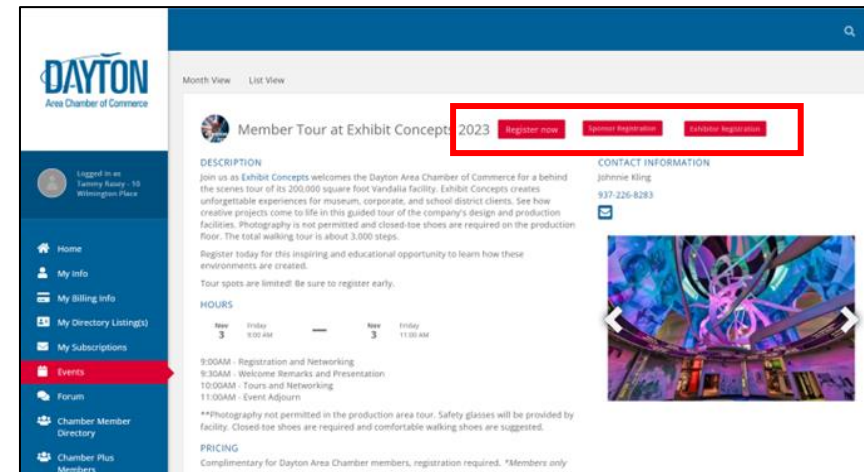 DAYTON
Area Chamber of Commerce
Logged in as
Tammy Raxey - 10
Wilmington Place
Home
My Info
My Billing Info
My Directory Listing(s)
My Subscriptions
Events
Forum
Chamber Member
Directory
Chamber Plus
Members
Month View List View
Member Tour at Exhibit Concepts 2023 Register now Sponsor Registration Exhibitor Registration
DESCRIPTION
Join us as Exhibit Concepts welcomes the Dayton Area Chamber of Commerce for a behind
the scenes tour of its 200,000 square foot Vandalia facility. Exhibit Concepts creates
unforgettable experiences for museum, corporate, and school district clients. See how
creative projects come to life in this guided tour of the company's design and production
facilities. Photography is not permitted and closed-toe shoes are required on the production
floor. The total walking tour is about 3,000 steps.
Register today for this inspiring and educational opportunity to learn how these
environments are created.
Tour spots are limited! Be sure to register early.
HOURS
Nov Friday — Nov Friday
3 9:00 AM 3 11:00 AM
9:00AM - Registration and Networking
9:30AM - Welcome Remarks and Presentation
10:00AM - Tours and Networking
11:00AM - Event Adjourn
**Photography not permitted in the production area tour. Safety glasses will be provided by
facility. Closed-toe shoes are required and comfortable walking shoes are suggested.
PRICING
Complimentary for Dayton Area Chamber members, registration required. *Members only
CONTACT INFORMATION
Johnnie Kling
937-226-8283